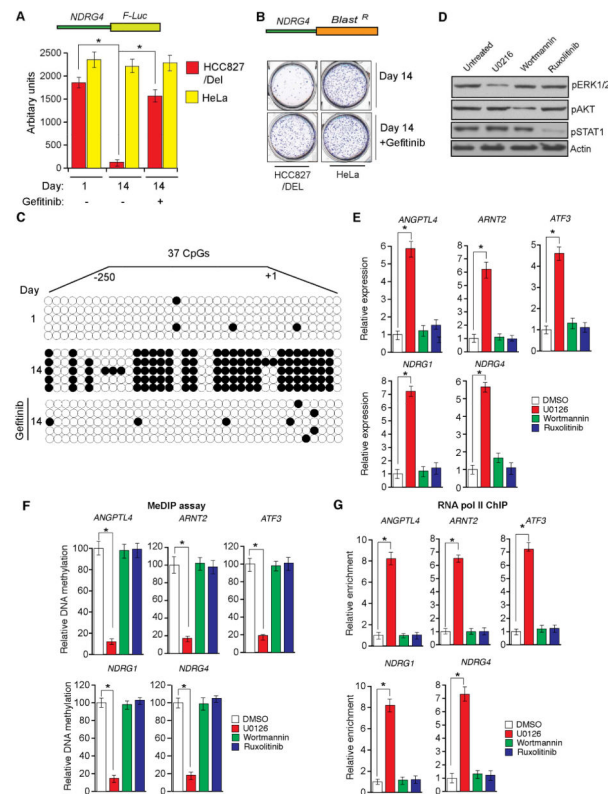 A
NDRG4
F-Luc
*
*
Arbitary units
2500
2000
1500
1000
500
0
HCC827
/Del
HeLa
Day:
1
14
14
Gefitinib:
-
-
+
B
NDRG4
Blast R
Day 14
Day 14
+Gefitinib
HCC827
/DEL
HeLa
D
Untreated
U0216
Wortmannin
Ruxolitinib
pERK1/2
pAKT
pSTAT1
Actin
C
37 CpGs
-250
+1
Day
1
14
Gefitinib
14
E
ANGPTL4
ARNT2
ATF3
*
*
*
Relative expression
NDRG1
NDRG4
*
*
Relative expression
DMSO
U0126
Wortmannin
Ruxolitinib
F
MeDIP assay
ANGPTL4
ARNT2
ATF3
*
*
*
Relative DNA methylation
NDRG1
NDRG4
*
*
Relative DNA methylation
DMSO
U0126
Wortmannin
Ruxolitinib
G
RNA pol II ChIP
ANGPTL4
ARNT2
ATF3
*
*
*
Relative enrichment
NDRG1
NDRG4
*
*
Relative enrichment
DMSO
U0126
Wortmannin
Ruxolitinib